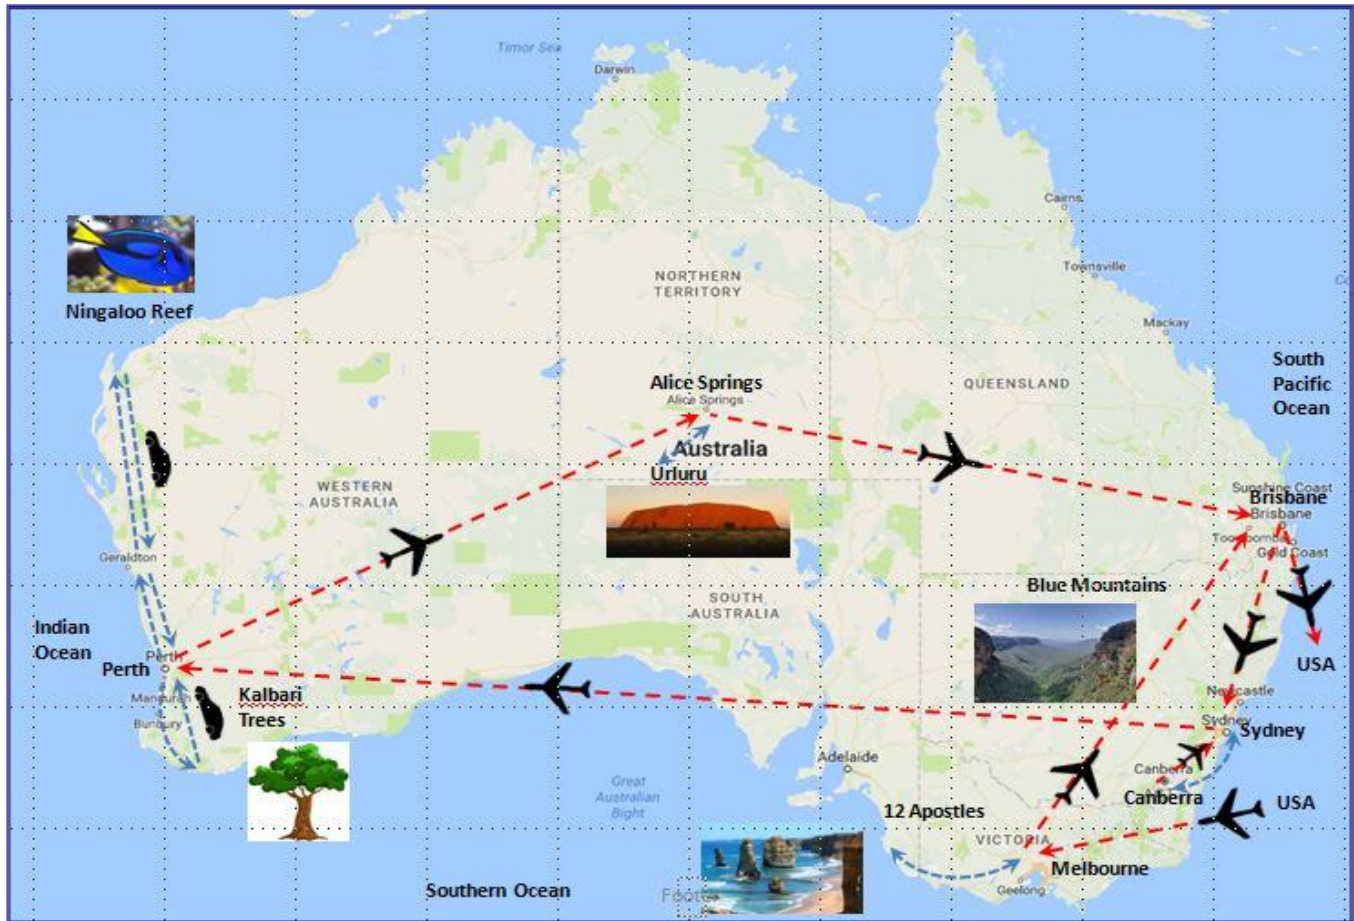 Timor Sea
Darwin
Cairns
Townsville
NORTHERN
TERRITORY
Ningaloo Reef
Mackay
South
Pacific
Ocean
Alice Springs
Alice Springs
QUEENSLAND
Australia
Urluru
WESTERN
AUSTRALIA
Sunshine Coast
Brisbane
Brisbane
Gold Coast
Geraldton
Blue Mountains
SOUTH
AUSTRALIA
Indian
Ocean
Perth
Perth
USA
Kalbari
Trees
Mandurah
Bunbury
Newcastle
Sydney
Sydney
Adelaide
Canberra
Canberra
Great
Australian
Bight
12 Apostles
USA
VICTORIA
Melbourne
Geelong
Southern Ocean